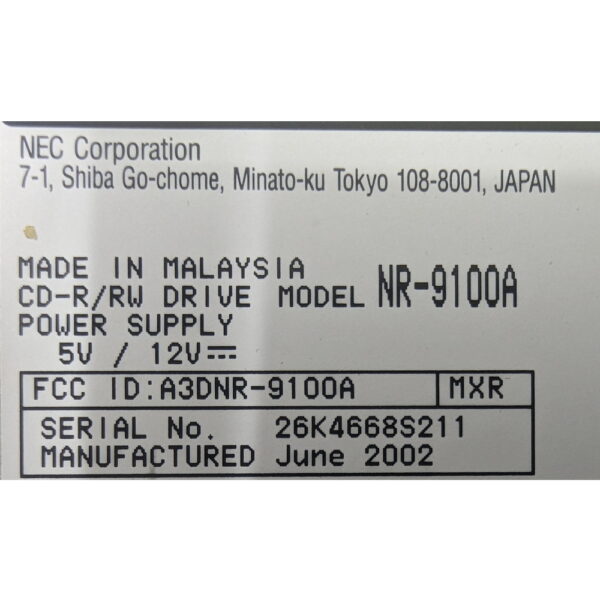 NEC Corporation
7-1, Shiba Go-chome, Minato-ku Tokyo 108-8001, JAPAN
MADE IN MALAYSIA
CD-R/RW DRIVE MODEL NR-9100A
POWER SUPPLY
5V / 12V⎓
FCC ID:A3DNR-9100A MXR
SERIAL No. 26K4668S211
MANUFACTURED June 2002